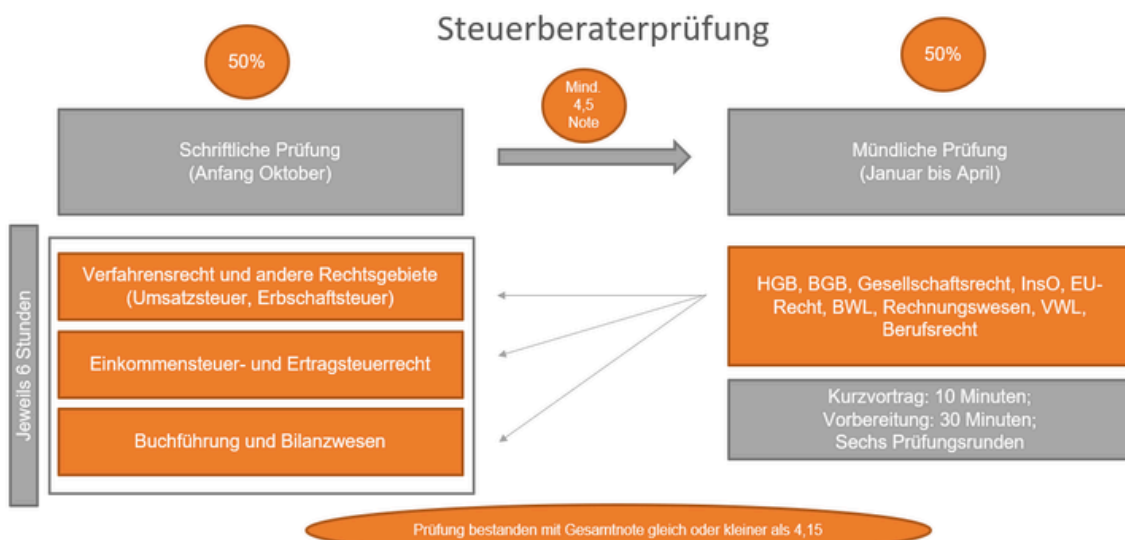 Steuerberaterprüfung
50%
50%
Mind.
4,5
Note
Schriftliche Prüfung
(Anfang Oktober)
Mündliche Prüfung
(Januar bis April)
Jeweils 6 Stunden
Verfahrensrecht und andere Rechtsgebiete
(Umsatzsteuer, Erbschaftsteuer)
Einkommensteuer- und Ertragsteuerrecht
Buchführung und Bilanzwesen
HGB, BGB, Gesellschaftsrecht, InsO, EU-
Recht, BWL, Rechnungswesen, VWL,
Berufsrecht
Kurzvortrag: 10 Minuten;
Vorbereitung: 30 Minuten;
Sechs Prüfungsrunden
Prüfung bestanden mit Gesamtnote gleich oder kleiner als 4,15